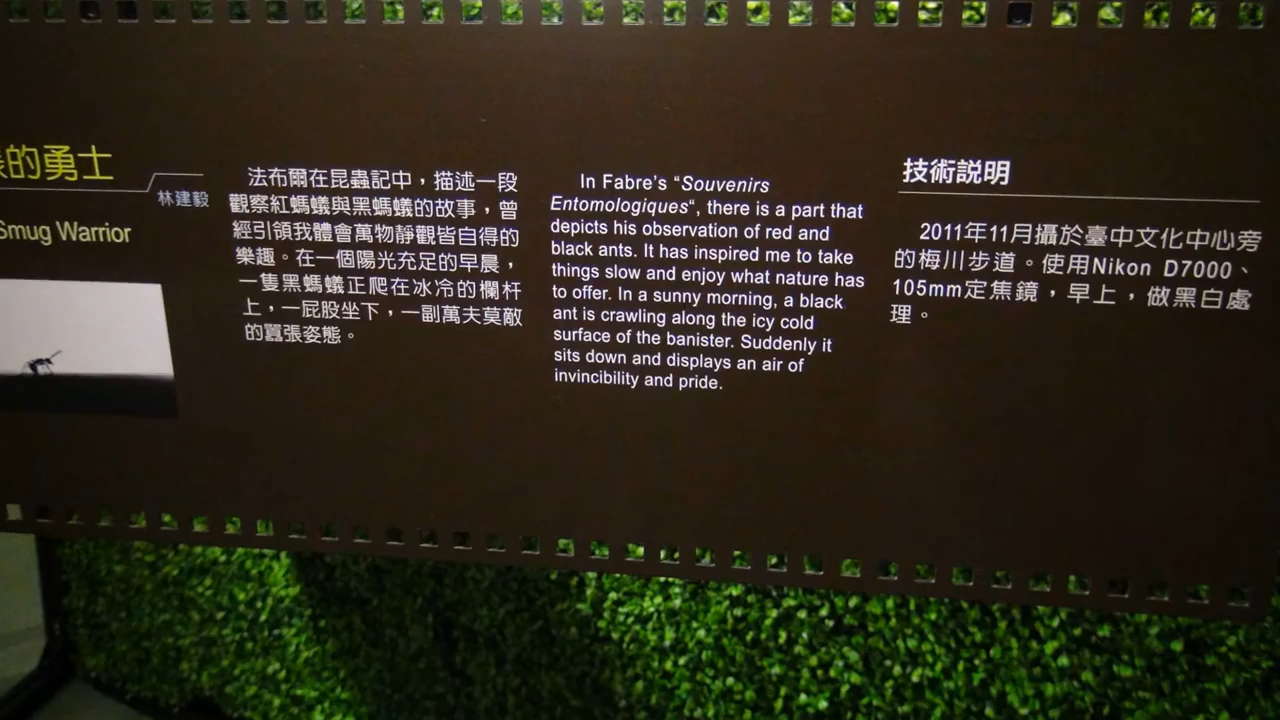 的勇士
林建毅
Smug Warrior
法布爾在昆蟲記中，描述一段
觀察紅螞蟻與黑螞蟻的故事，曾
經引領我體會萬物靜觀皆自得的
樂趣。在一個陽光充足的早晨，
一隻黑螞蟻正爬在冰冷的欄杆
上，一屁股坐下，一副萬夫莫敵
的囂張姿態。
In Fabre's “Souvenirs
Entomologiques“, there is a part that
depicts his observation of red and
black ants. It has inspired me to take
things slow and enjoy what nature has
to offer. In a sunny morning, a black
ant is crawling along the icy cold
surface of the banister. Suddenly it
sits down and displays an air of
invincibility and pride.
技術說明
2011年11月攝於臺中文化中心旁
的梅川步道。使用Nikon D7000、
105mm定焦鏡，早上，做黑白處
理。